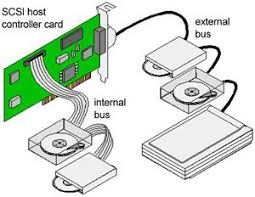 SCSI host
controller card
external
bus
internal
bus